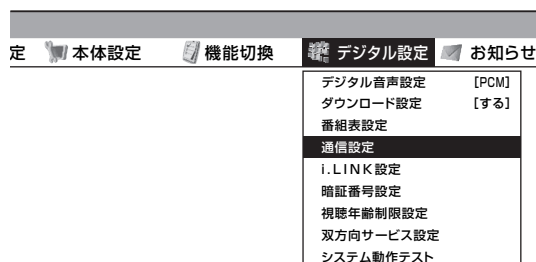 定 本体設定 機能切換 デジタル設定 お知らせ
デジタル音声設定 [PCM]
ダウンロード設定 [する]
番組表設定
通信設定
i.LINK設定
暗証番号設定
視聴年齢制限設定
双方向サービス設定
システム動作テスト